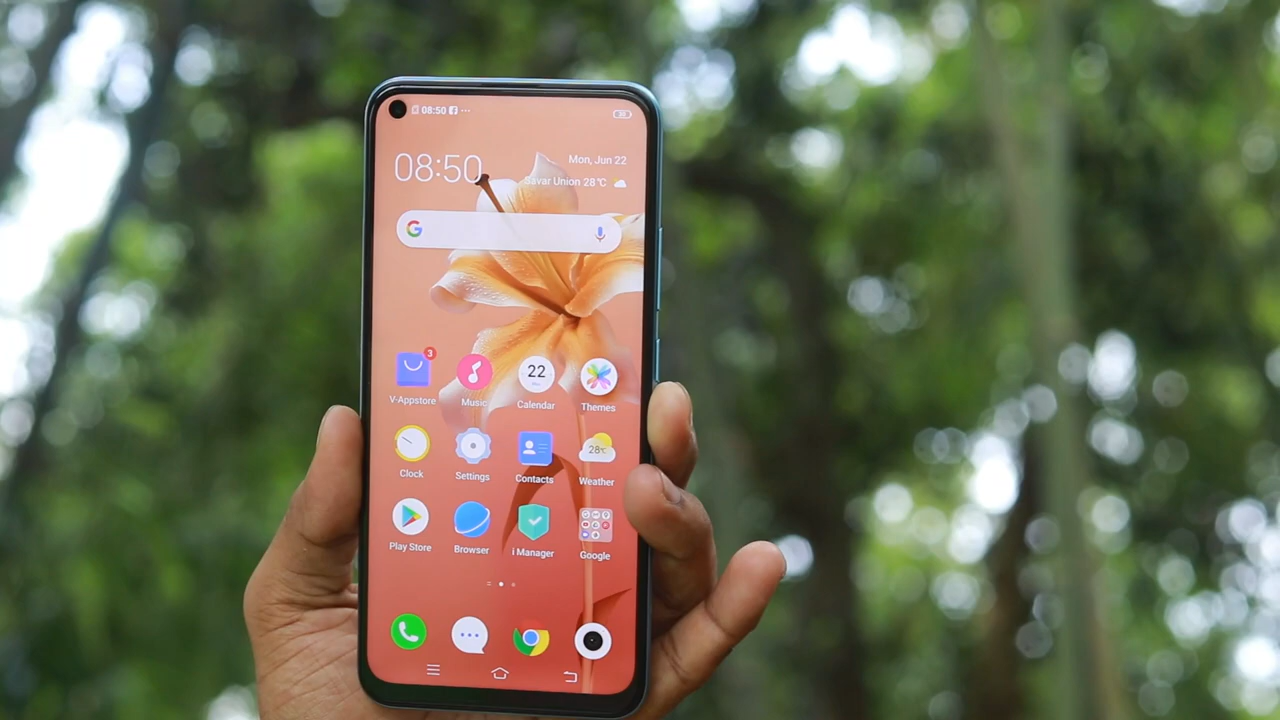 08:50
08:50
Mon, Jun 22
Savar Union 28℃
G
3
22
V-Appstore
Music
Calendar
Themes
28℃
Clock
Settings
Contacts
Weather
Play Store
Browser
i Manager
Google